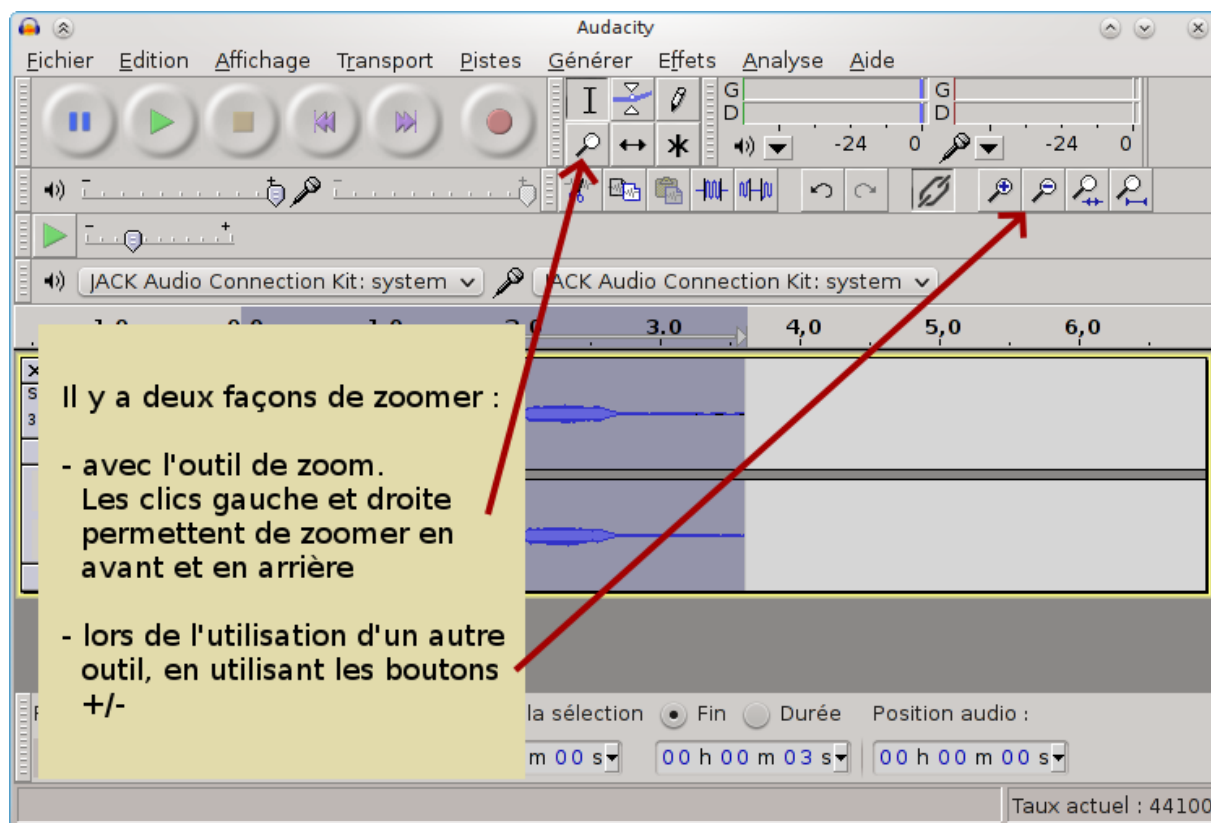 Audacity
Fichier Edition Affichage Transport Pistes Générer Effets Analyse Aide
G
D
-24 0
G
D
-24 0
JACK Audio Connection Kit: system
JACK Audio Connection Kit: system
3,0 4,0 5,0 6,0
Il y a deux façons de zoomer :
- avec l'outil de zoom.
Les clics gauche et droite
permettent de zoomer en
avant et en arrière
- lors de l'utilisation d'un autre
outil, en utilisant les boutons
+/-
la sélection Fin Durée Position audio :
m 00 s 00 h 00 m 03 s 00 h 00 m 00 s
Taux actuel : 44100